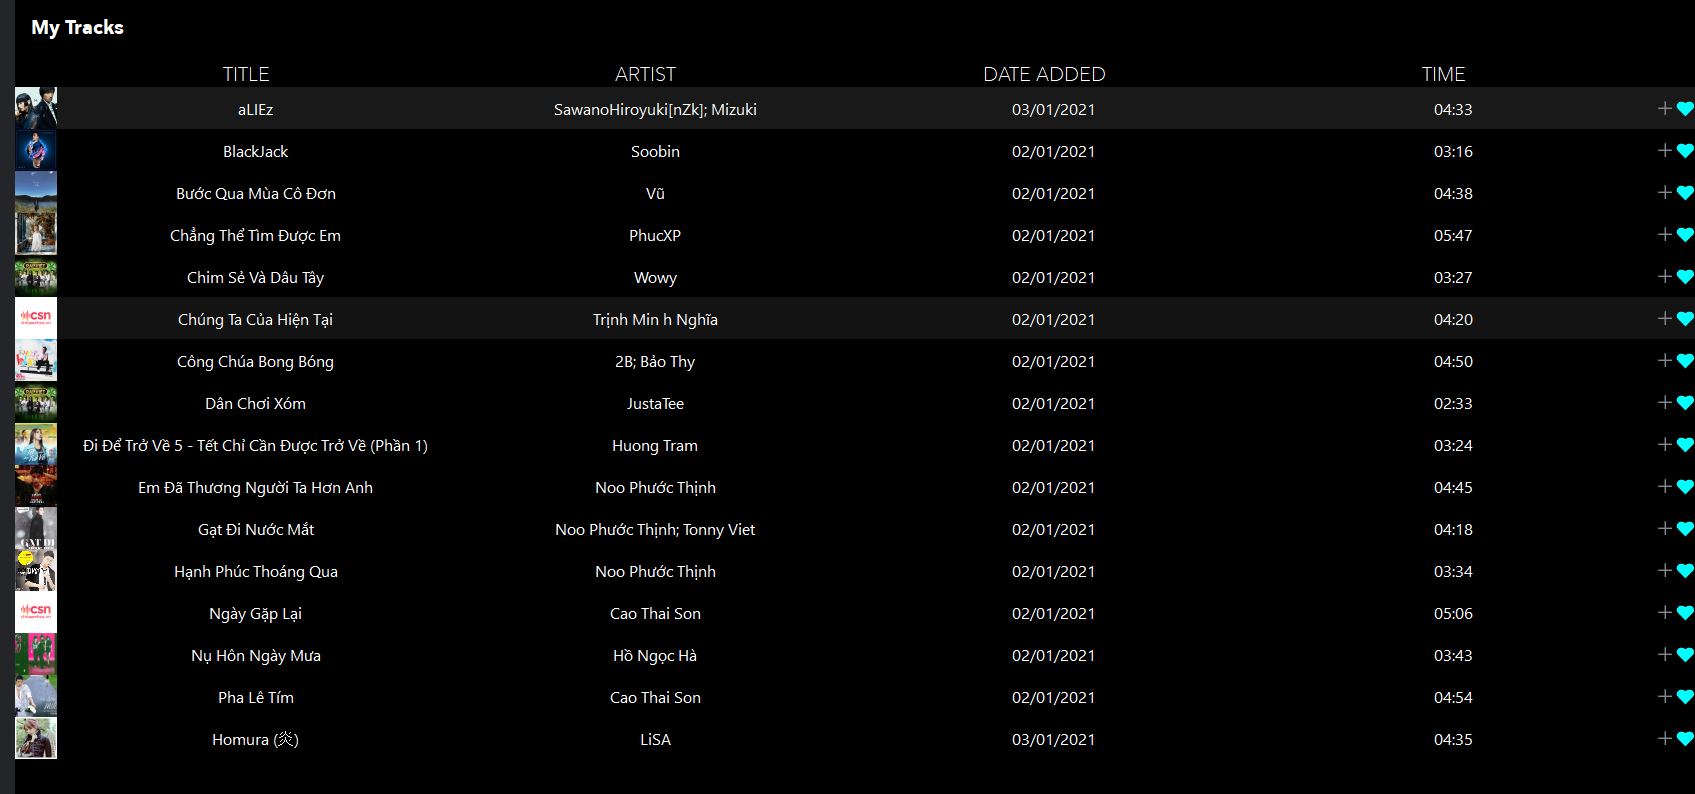 My Tracks
TITLE ARTIST DATE ADDED TIME
aLIEz SawanoHiroyuki[nZk]; Mizuki 03/01/2021 04:33
BlackJack Soobin 02/01/2021 03:16
Bước Qua Mùa Cô Đơn Vũ 02/01/2021 04:38
Chẳng Thể Tìm Được Em PhucXP 02/01/2021 05:47
Chim Sẻ Và Dâu Tây Wowy 02/01/2021 03:27
csn Chúng Ta Của Hiện Tại Trịnh Min h Nghĩa 02/01/2021 04:20
Công Chúa Bong Bóng 2B; Bảo Thy 02/01/2021 04:50
Dân Chơi Xóm JustaTee 02/01/2021 02:33
Đi Để Trở Về 5 - Tết Chỉ Cần Được Trở Về (Phần 1) Huong Tram 02/01/2021 03:24
Em Đã Thương Người Ta Hơn Anh Noo Phước Thịnh 02/01/2021 04:45
GẠT ĐI Gạt Đi Nước Mắt Noo Phước Thịnh; Tonny Viet 02/01/2021 04:18
Hạnh Phúc Thoáng Qua Noo Phước Thịnh 02/01/2021 03:34
csn Ngày Gặp Lại Cao Thai Son 02/01/2021 05:06
Nụ Hôn Ngày Mưa Hồ Ngọc Hà 02/01/2021 03:43
Pha Lê Tím Cao Thai Son 02/01/2021 04:54
Homura (炎) LiSA 03/01/2021 04:35